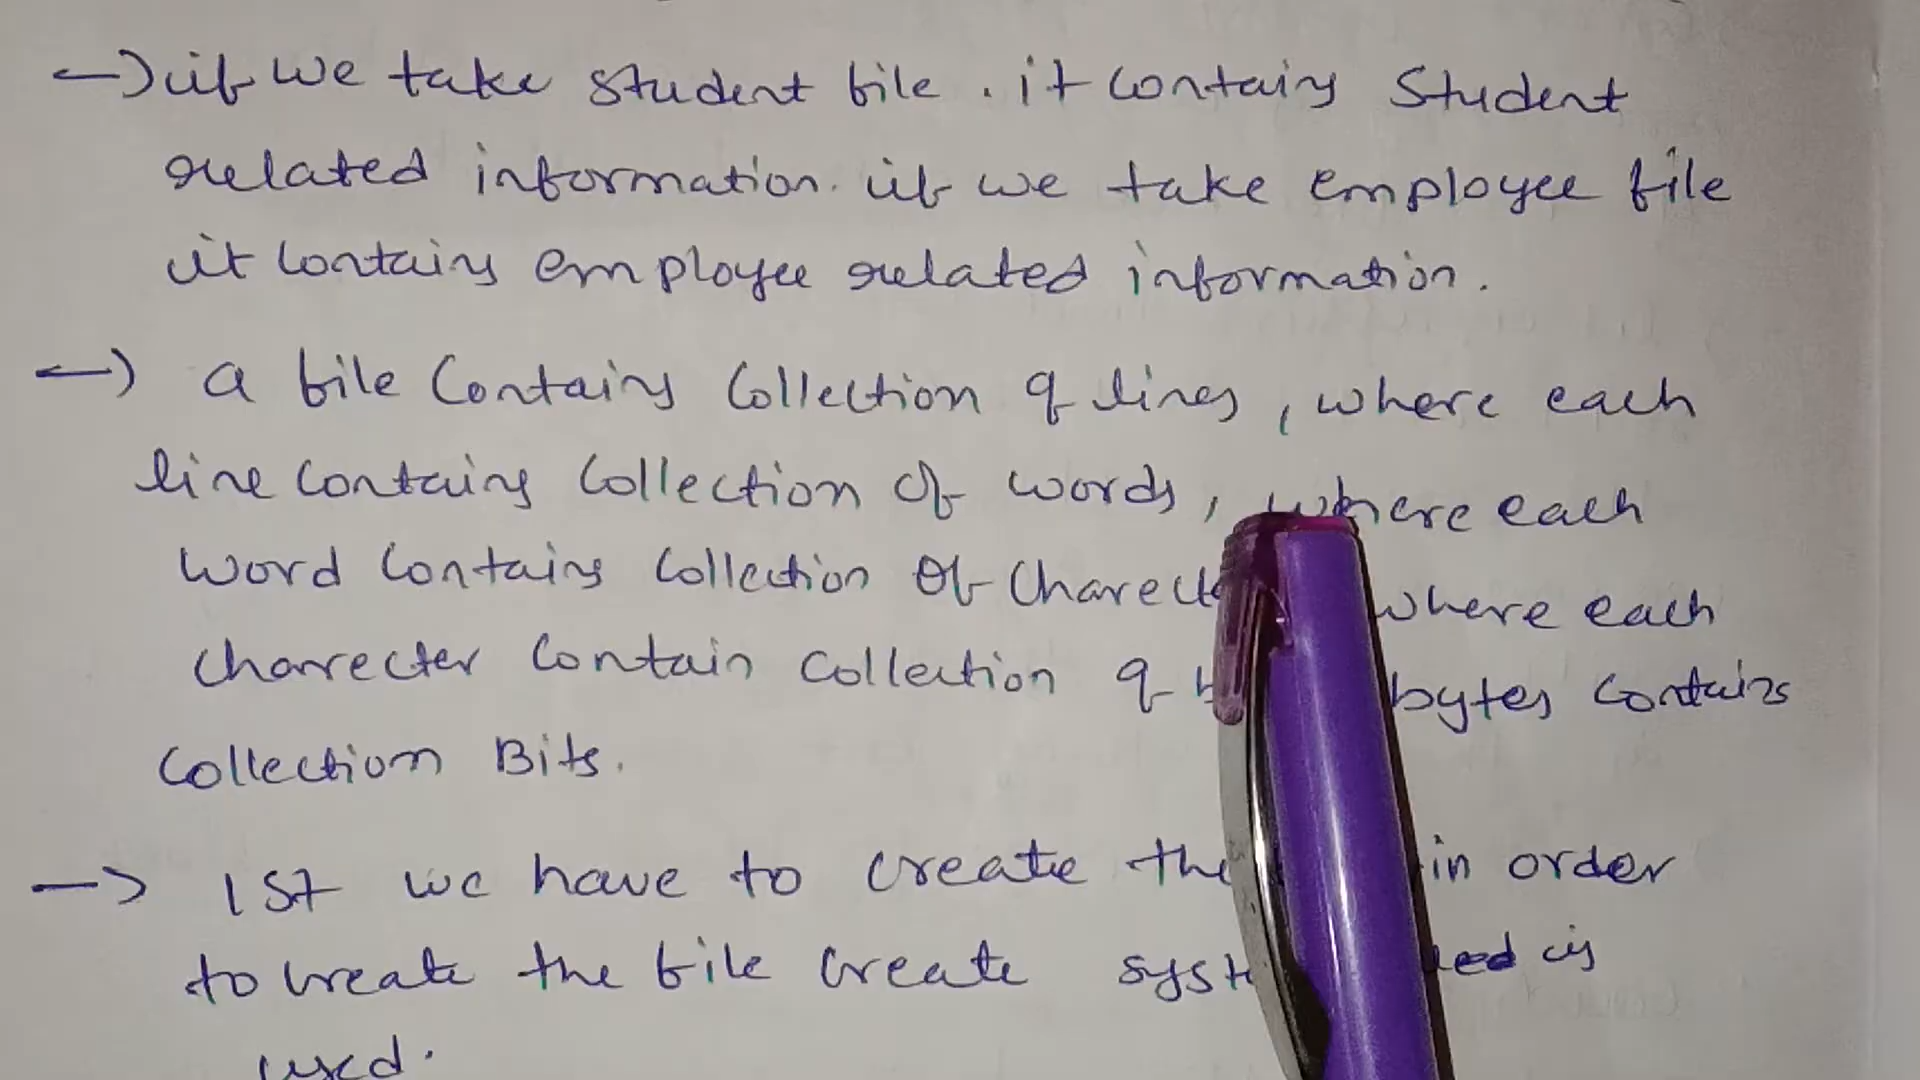 → if we take student file. it contains student
related information. if we take employee file
it contains employee related information.
→ a file contains collection of lines, where each
line contains collection of words, where each
word contains collection of where each
charecter contain collection of bytes contains
collection Bits.
→ 1st we have to create in order
to create the file create is
used.